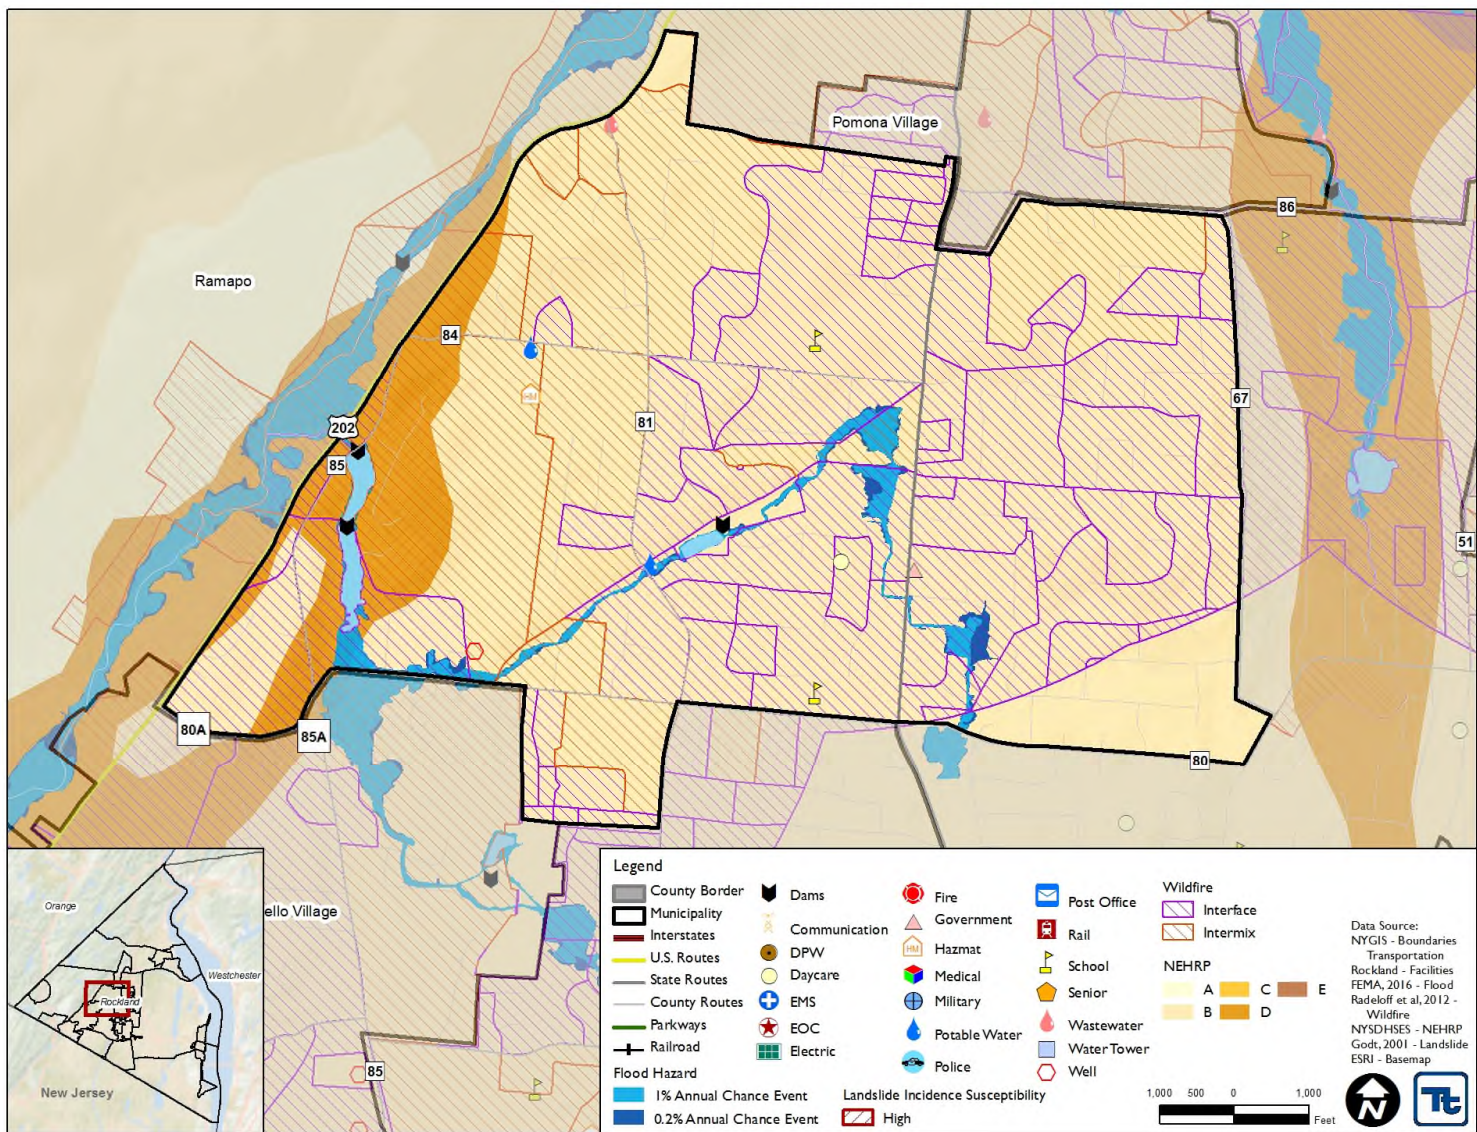 Pomona Village
86
Ramapo
84
HM
67
81
202
85
51
80A
85A
80
85
ello Village
Orange
Westchester
Rockland
New Jersey
Legend
County Border
Municipality
Interstates
U.S. Routes
State Routes
County Routes
Parkways
Railroad
Flood Hazard
1% Annual Chance Event
0.2% Annual Chance Event
Dams
Communication
DPW
Daycare
EMS
EOC
Electric
Landslide Incidence Susceptibility
High
Fire
Government
HM
Hazmat
Medical
Military
Potable Water
Police
Post Office
Rail
School
Senior
Wastewater
Water Tower
Well
Wildfire
Interface
Intermix
NEHRP
A C E
B D
1,000 500 0 1,000
Feet
Data Source:
NYGIS - Boundaries
Transportation
Rockland - Facilities
FEMA, 2016 - Flood
Radeloff et al, 2012 -
Wildfire
NYSDHSES - NEHRP
Godt, 2001 - Landslide
ESRI - Basemap
N
Tt